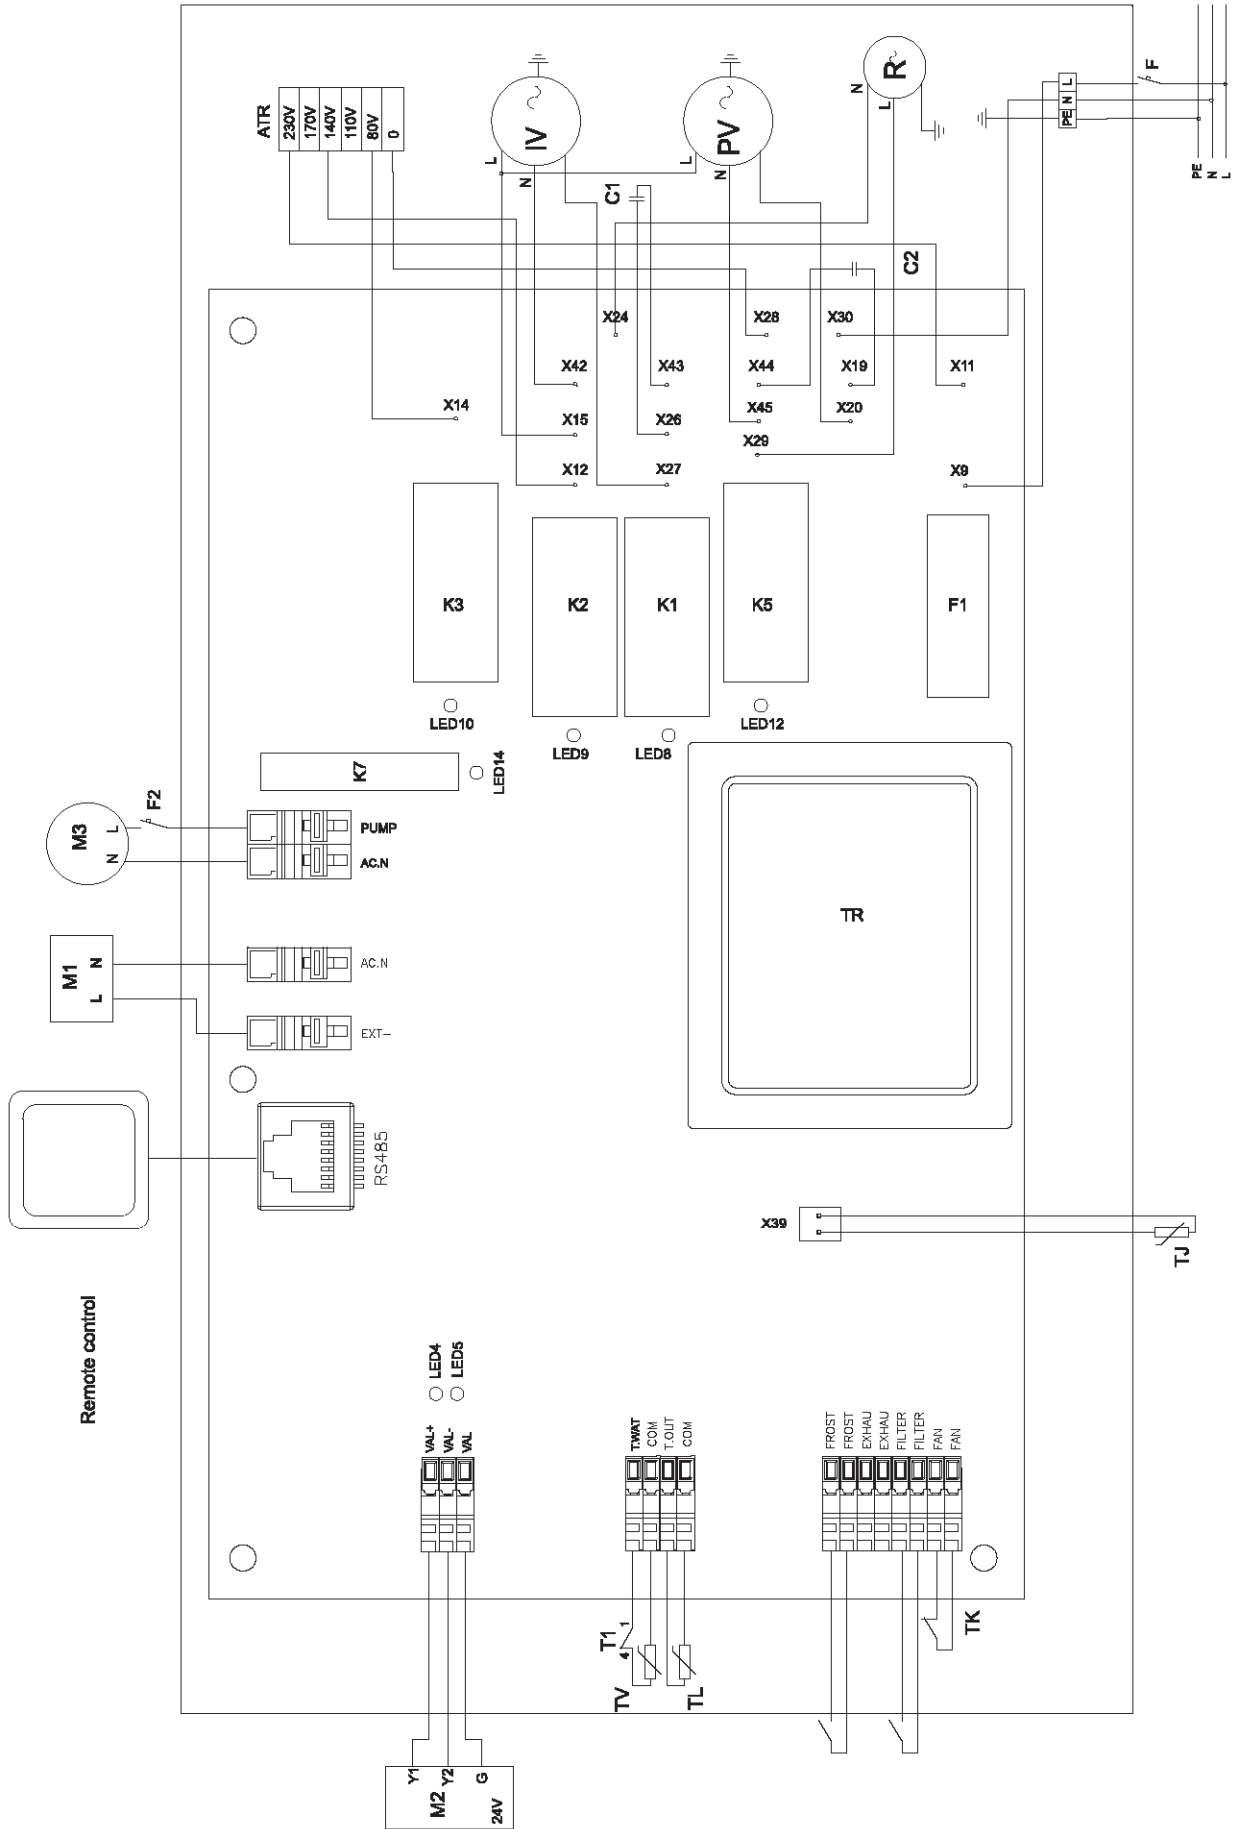 ATR
230V
170V
140V
110V
80V
0
L
IV
N
L
PV
N
N
R
L
L
N
PE
F
PE
N
L
C1
C2
X24
X28
X30
X42
X43
X44
X19
X11
X14
X15
X26
X45
X20
X29
X12
X27
X9
K3
K2
K1
K5
F1
LED10
LED9
LED8
LED12
K7
LED14
M3
L
N
F2
PUMP
AC.N
M1
N
L
AC.N
EXT-
TR
RS485
Remote control
X39
TJ
LED4
LED5
VAL+
VAL-
VAL
T.WAT
COM
T.OUT
COM
FROST
FROST
EXHAU
EXHAU
FILTER
FILTER
FAN
FAN
T1
1
4
TV
TL
TK
Y1
M2
Y2
G
24V